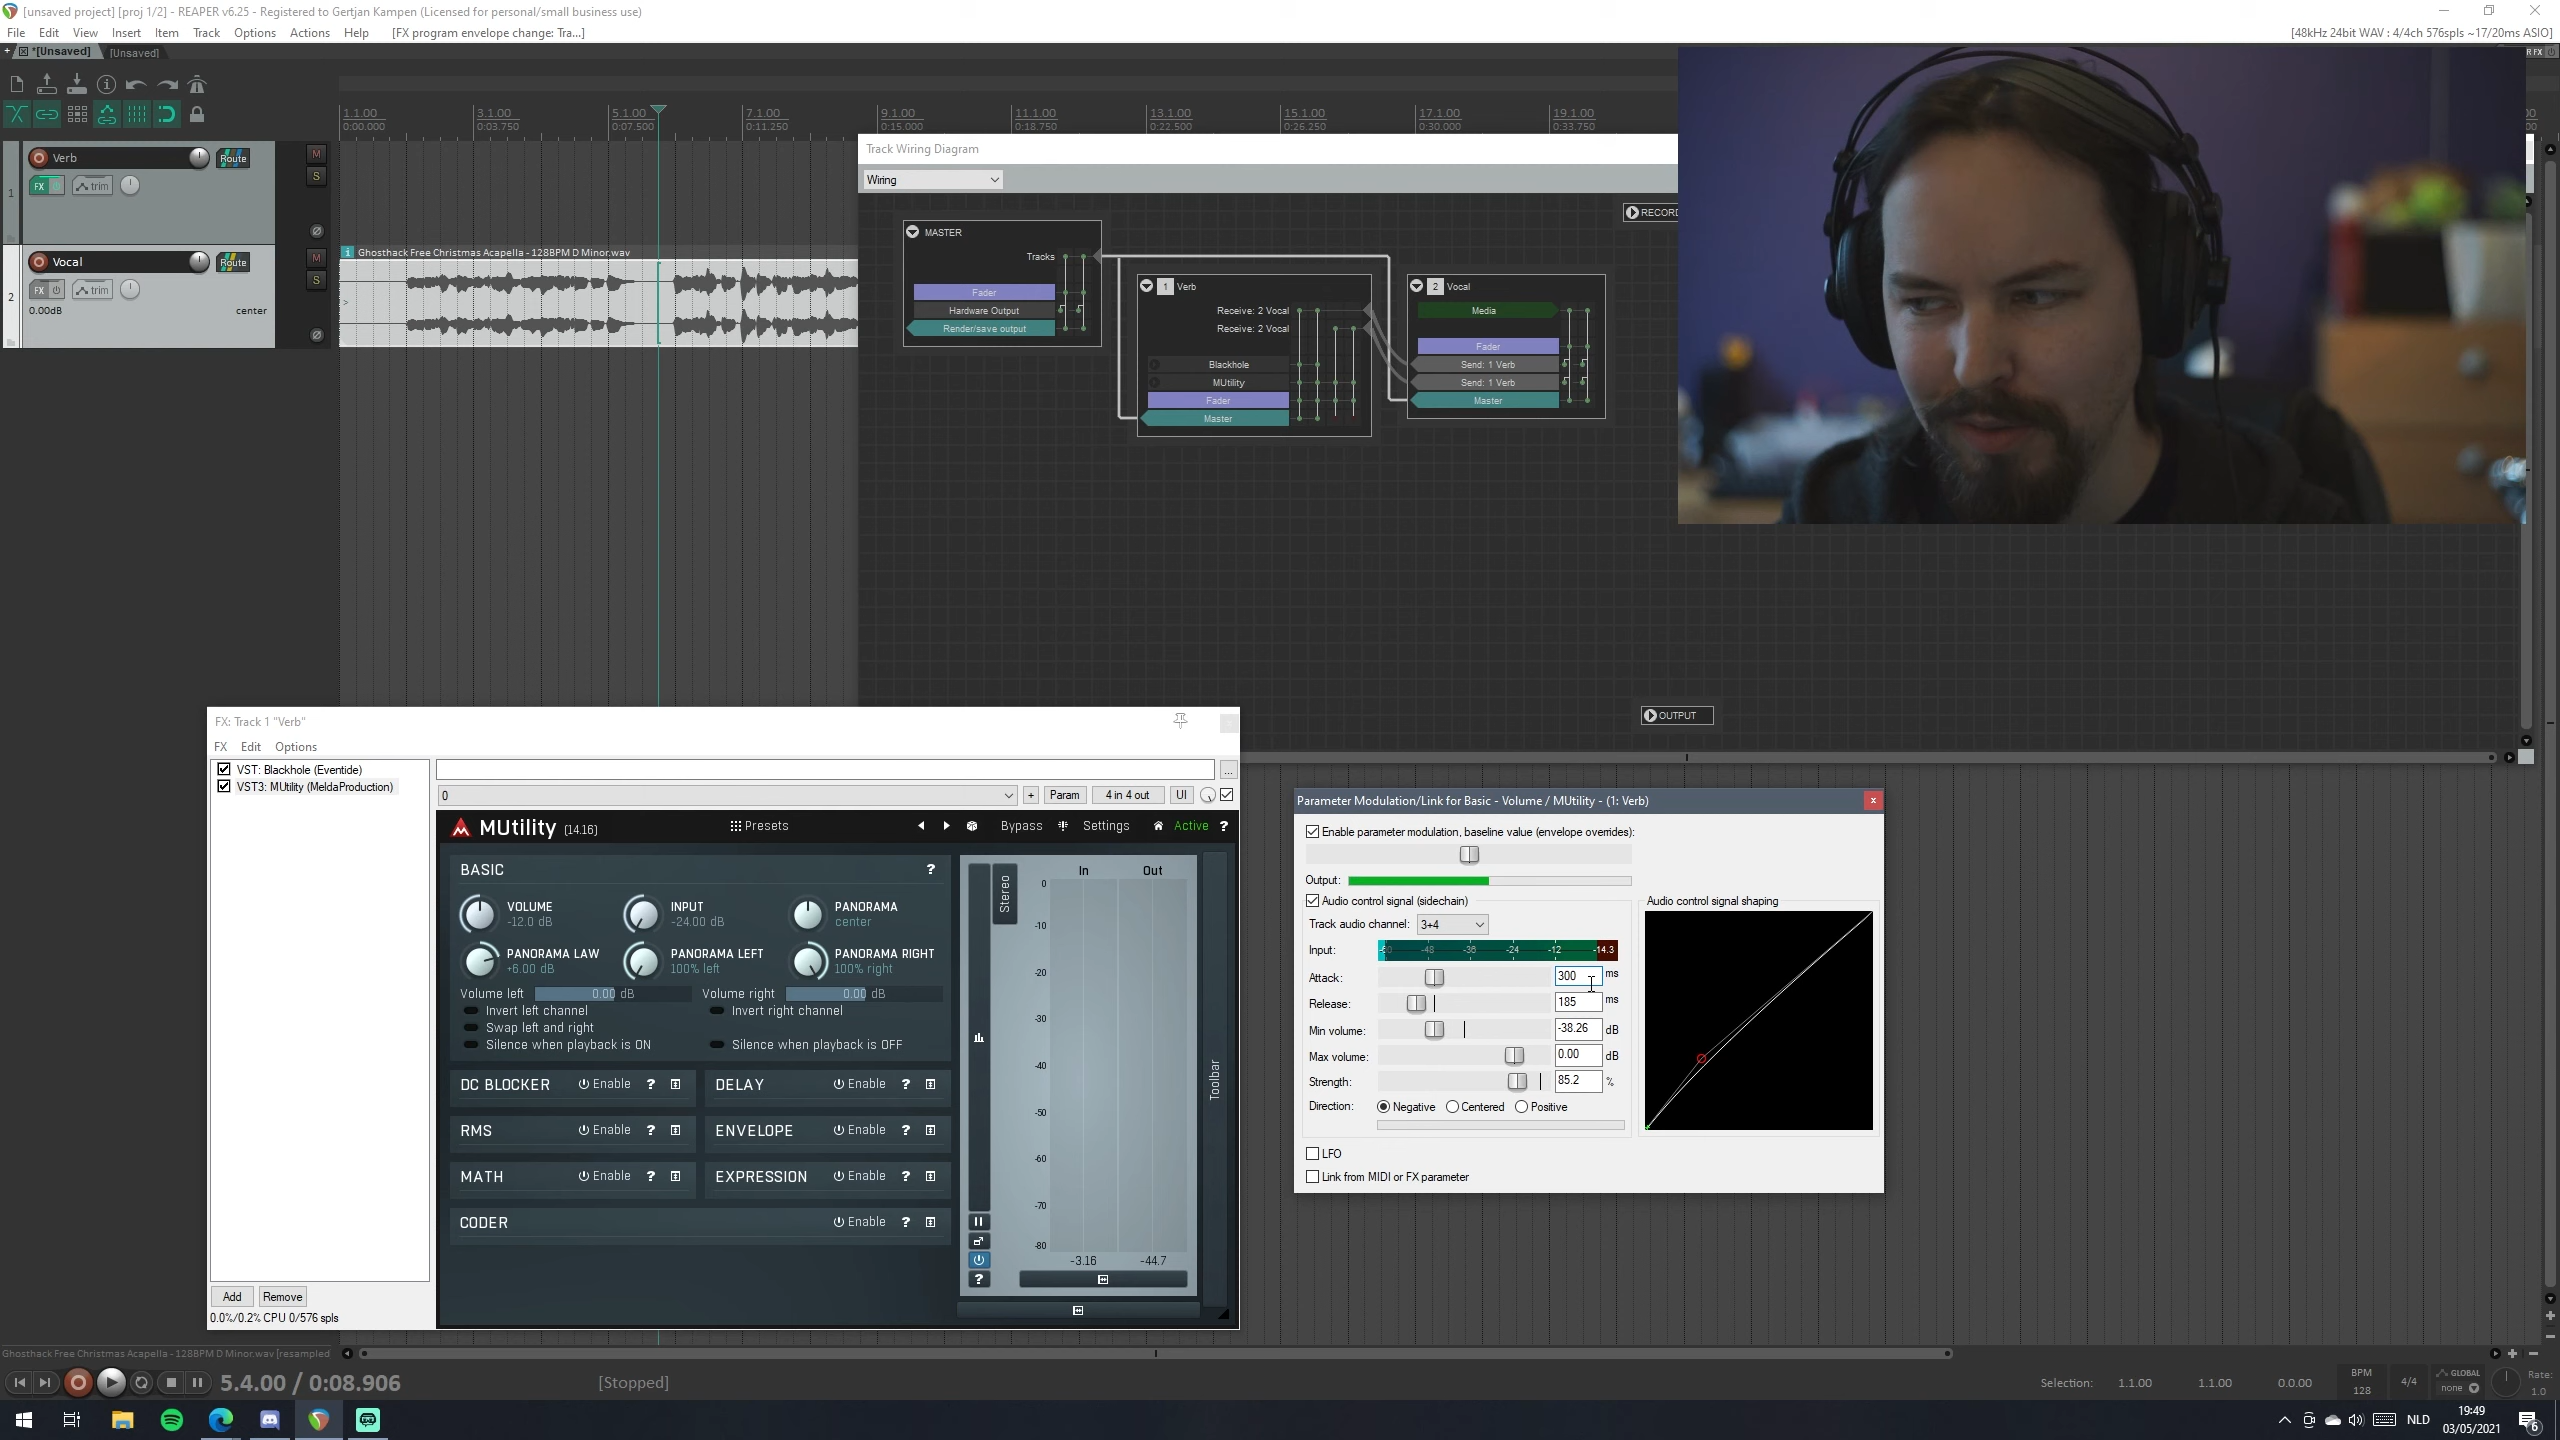 [unsaved project] [proj 1/2] - REAPER v6.25 - Registered to Gertjan Kampen (Licensed for personal/small business use)
File Edit View Insert Item Track Options Actions Help [FX program envelope change: Tra...]
[48kHz 24bit WAV : 4/4ch 576spls ~17/20ms ASIO]
+ *[Unsaved] [Unsaved]
FX
1.1.00 3.1.00 5.1.00 7.1.00 9.1.00 11.1.00 13.1.00 15.1.00 17.1.00 19.1.00
0:00.000 0:03.750 0:07.500 0:11.250 0:15.000 0:18.750 0:22.500 0:26.250 0:30.000 0:33.750
1
Verb Route M
FX trim S
2
Vocal Route M
FX trim S
0.00dB center
i Ghosthack Free Christmas Acapella - 128BPM D Minor.wav
Track Wiring Diagram
Wiring
RECORD
MASTER
Tracks
Fader
Hardware Output
Render/save output
1 Verb
Receive: 2 Vocal
Receive: 2 Vocal
Blackhole
MUtility
Fader
Master
2 Vocal
Media
Fader
Send: 1 Verb
Send: 1 Verb
Master
OUTPUT
FX: Track 1 "Verb"
FX Edit Options
VST: Blackhole (Eventide)
VST3: MUtility (MeldaProduction)
...
0 + Param 4 in 4 out UI
MUtility (14.16) Presets Bypass Settings Active ?
BASIC ?
VOLUME
-12.0 dB
INPUT
-24.00 dB
PANORAMA
center
PANORAMA LAW
+6.00 dB
PANORAMA LEFT
100% left
PANORAMA RIGHT
100% right
Volume left 0.00 dB Volume right 0.00 dB
Invert left channel Invert right channel
Swap left and right
Silence when playback is ON Silence when playback is OFF
DC BLOCKER Enable ? DELAY Enable ?
RMS Enable ? ENVELOPE Enable ?
MATH Enable ? EXPRESSION Enable ?
CODER Enable ?
Stereo
In Out
0
-10
-20
-30
-40
-50
-60
-70
-80
-3.16 -44.7
?
Toolbar
Add Remove
0.0%/0.2% CPU 0/576 spls
Parameter Modulation/Link for Basic - Volume / MUtility - (1: Verb) x
Enable parameter modulation, baseline value (envelope overrides):
Output:
Audio control signal (sidechain) Audio control signal shaping
Track audio channel: 3+4
Input: -60 -48 -36 -24 -12 -14.3
Attack: 300 ms
Release: 185 ms
Min volume: -38.26 dB
Max volume: 0.00 dB
Strength: 85.2 %
Direction: Negative Centered Positive
LFO
Link from MIDI or FX parameter
Ghosthack Free Christmas Acapella - 128BPM D Minor.wav [resampled
5.4.00 / 0:08.906 [Stopped]
Selection: 1.1.00 1.1.00 0.0.00
BPM
128
4/4
GLOBAL
none
Rate:
1.0
NLD
19:49
03/05/2021
6